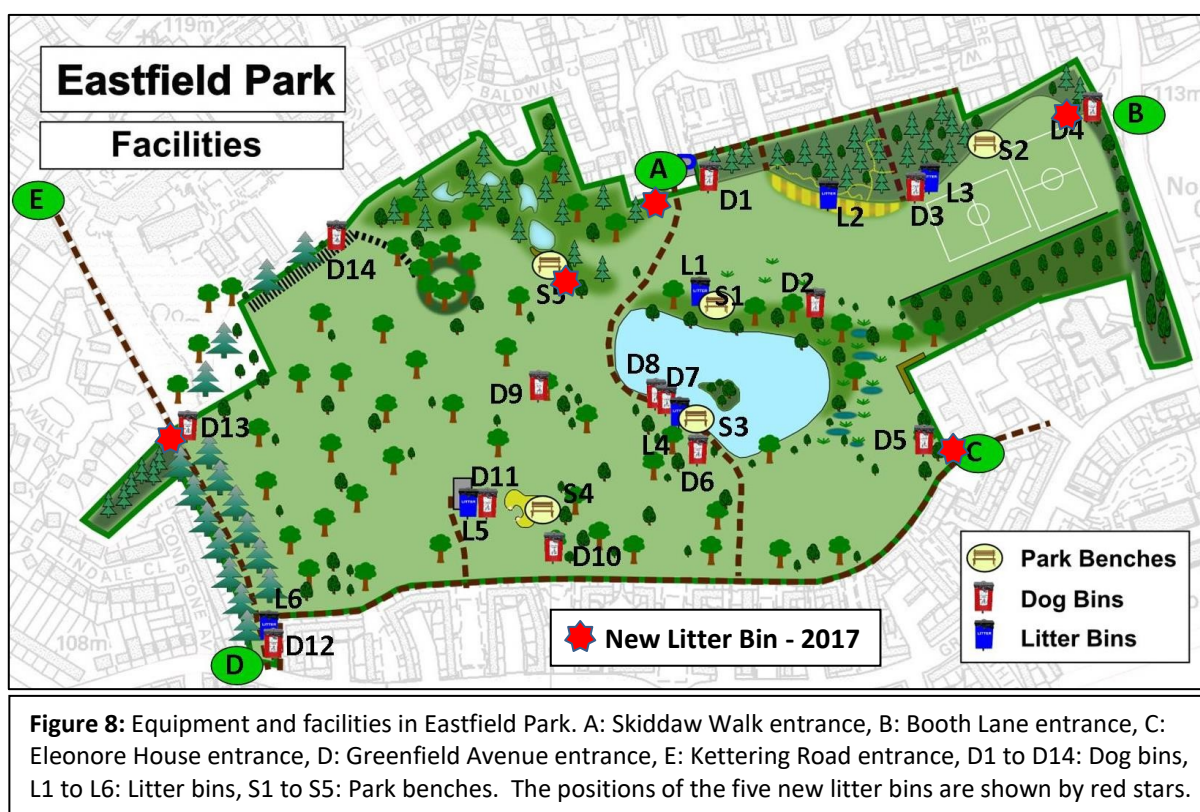 119m
Eastfield Park
Facilities
BALDWIN C
113m
A
B
E
D4
S2
D1
L3
L2
D3
D14
S5
L1
S1
D2
D8
D7
D9
S3
D13
L4
D5
C
D6
D11
S4
L5
D10
Park Benches
Dog Bins
Litter Bins
L6
New Litter Bin - 2017
D12
108m
D
Figure 8: Equipment and facilities in Eastfield Park. A: Skiddaw Walk entrance, B: Booth Lane entrance, C:
Eleonore House entrance, D: Greenfield Avenue entrance, E: Kettering Road entrance, D1 to D14: Dog bins,
L1 to L6: Litter bins, S1 to S5: Park benches. The positions of the five new litter bins are shown by red stars.